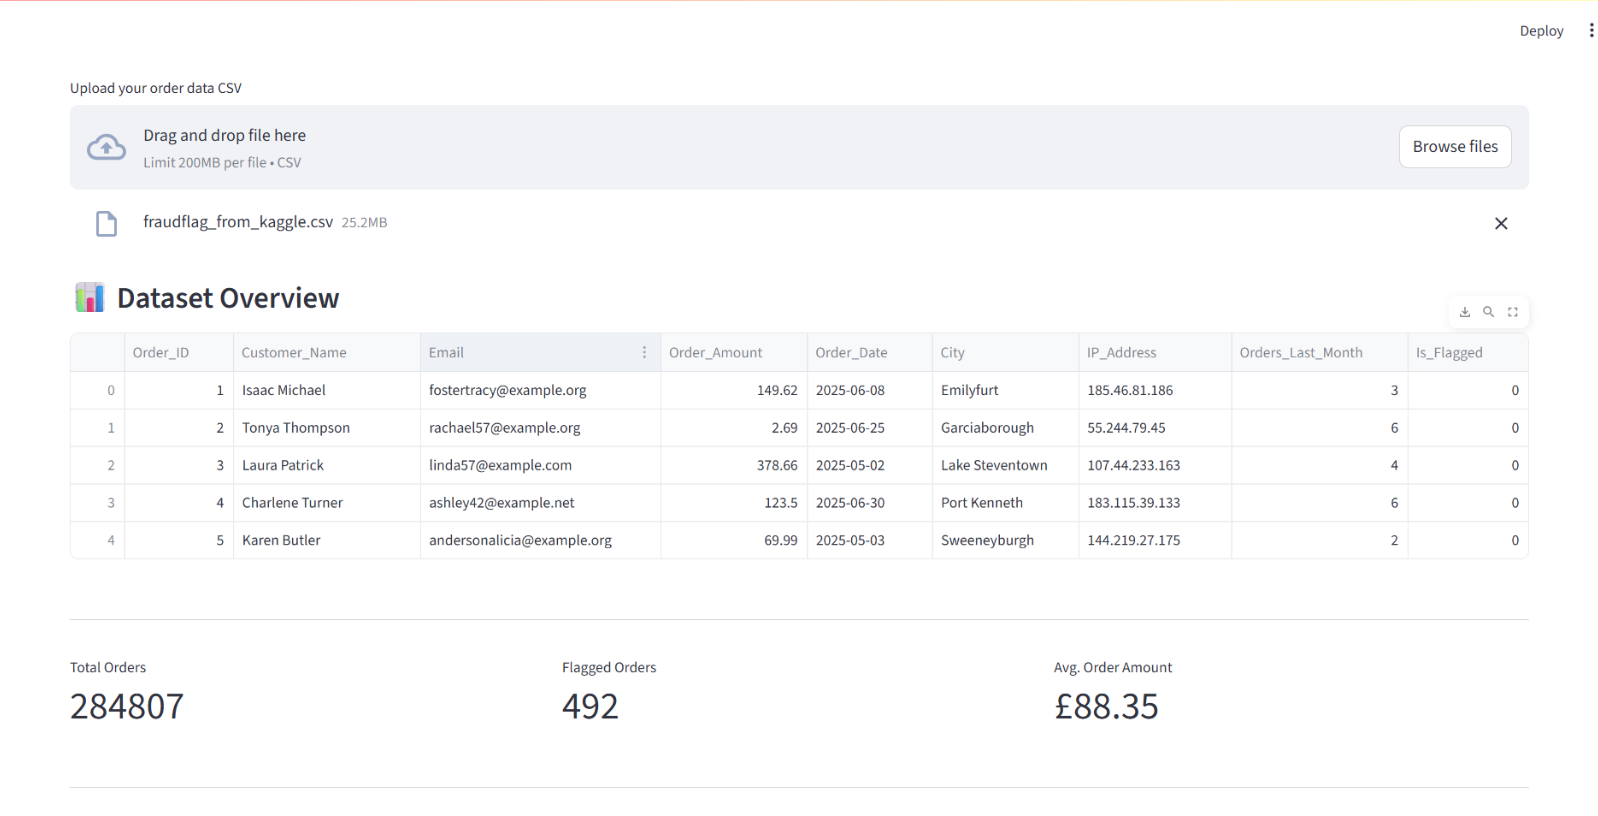 Deploy
Upload your order data CSV
Drag and drop file here
Limit 200MB per file • CSV
Browse files
fraudflag_from_kaggle.csv 25.2MB
Dataset Overview
Order_ID Customer_Name Email Order_Amount Order_Date City IP_Address Orders_Last_Month Is_Flagged
0 1 Isaac Michael fostertracy@example.org 149.62 2025-06-08 Emilyfurt 185.46.81.186 3 0
1 2 Tonya Thompson rachael57@example.org 2.69 2025-06-25 Garciaborough 55.244.79.45 6 0
2 3 Laura Patrick linda57@example.com 378.66 2025-05-02 Lake Steventown 107.44.233.163 4 0
3 4 Charlene Turner ashley42@example.net 123.5 2025-06-30 Port Kenneth 183.115.39.133 6 0
4 5 Karen Butler andersonalicia@example.org 69.99 2025-05-03 Sweeneyburgh 144.219.27.175 2 0
Total Orders Flagged Orders Avg. Order Amount
284807 492 £88.35